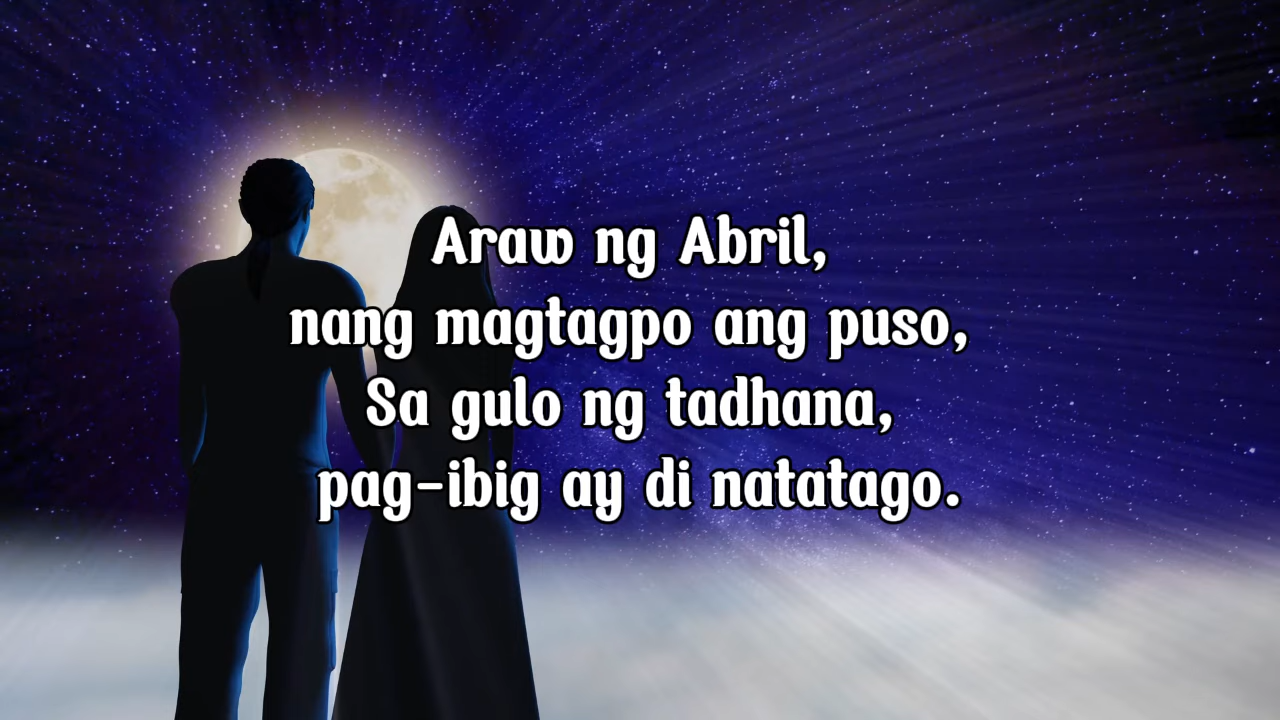 Araw ng Abril,
nang magtagpo ang puso,
Sa gulo ng tadhana,
pag-ibig ay di natatago.